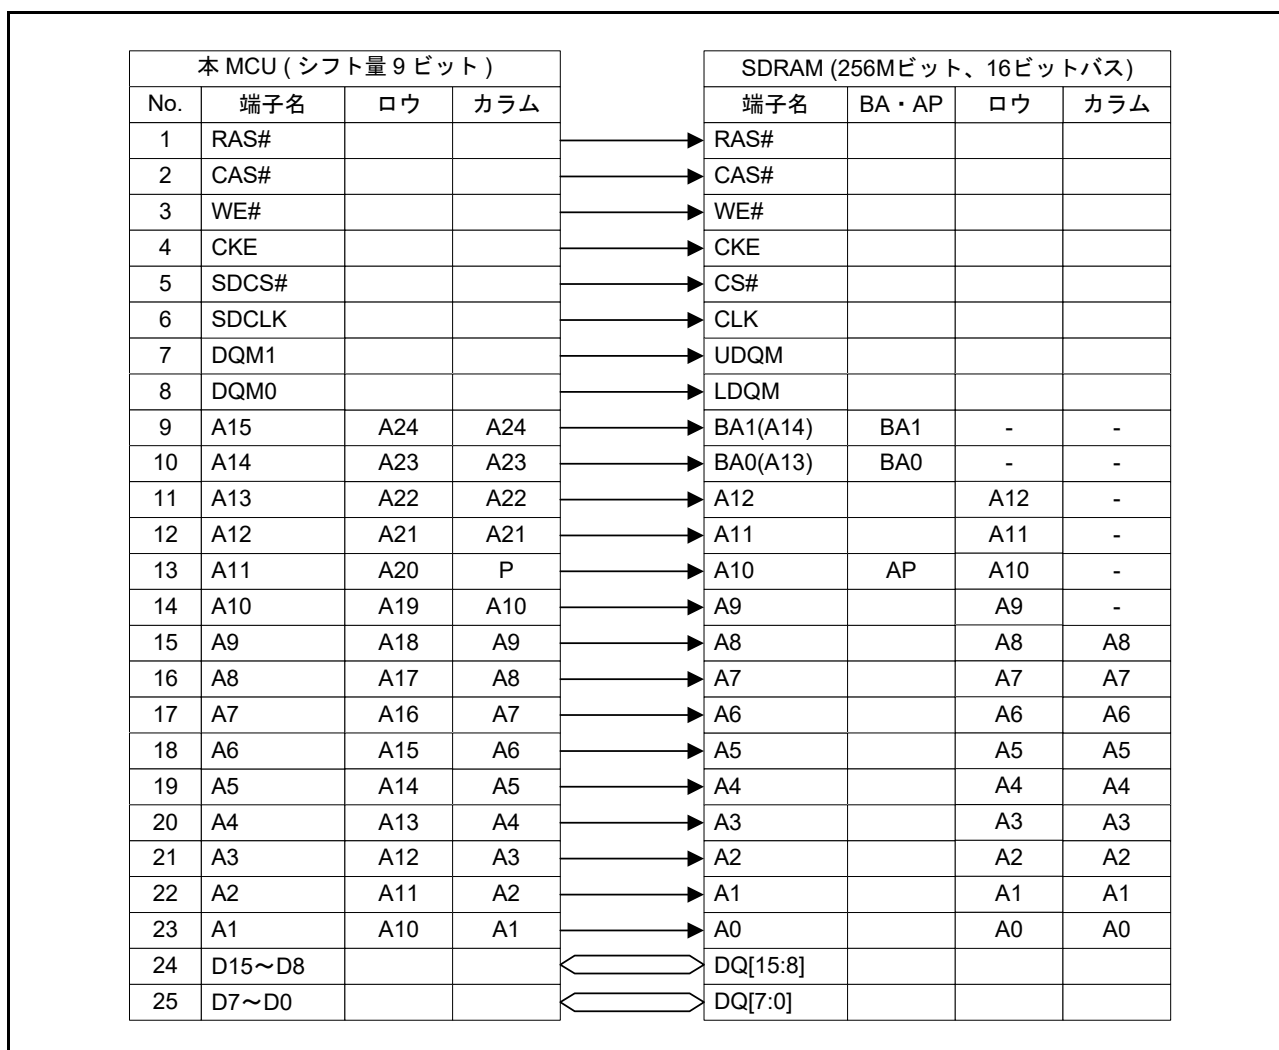 本 MCU ( シフト量 9 ビット ) SDRAM (256Mビット、16ビットバス)
No. 端子名 ロウ カラム 端子名 BA・AP ロウ カラム
1 RAS# RAS#
2 CAS# CAS#
3 WE# WE#
4 CKE CKE
5 SDCS# CS#
6 SDCLK CLK
7 DQM1 UDQM
8 DQM0 LDQM
9 A15 A24 A24 BA1(A14) BA1 - -
10 A14 A23 A23 BA0(A13) BA0 - -
11 A13 A22 A22 A12 A12 -
12 A12 A21 A21 A11 A11 -
13 A11 A20 P A10 AP A10 -
14 A10 A19 A10 A9 A9 -
15 A9 A18 A9 A8 A8 A8
16 A8 A17 A8 A7 A7 A7
17 A7 A16 A7 A6 A6 A6
18 A6 A15 A6 A5 A5 A5
19 A5 A14 A5 A4 A4 A4
20 A4 A13 A4 A3 A3 A3
21 A3 A12 A3 A2 A2 A2
22 A2 A11 A2 A1 A1 A1
23 A1 A10 A1 A0 A0 A0
24 D15～D8 DQ[15:8]
25 D7～D0 DQ[7:0]